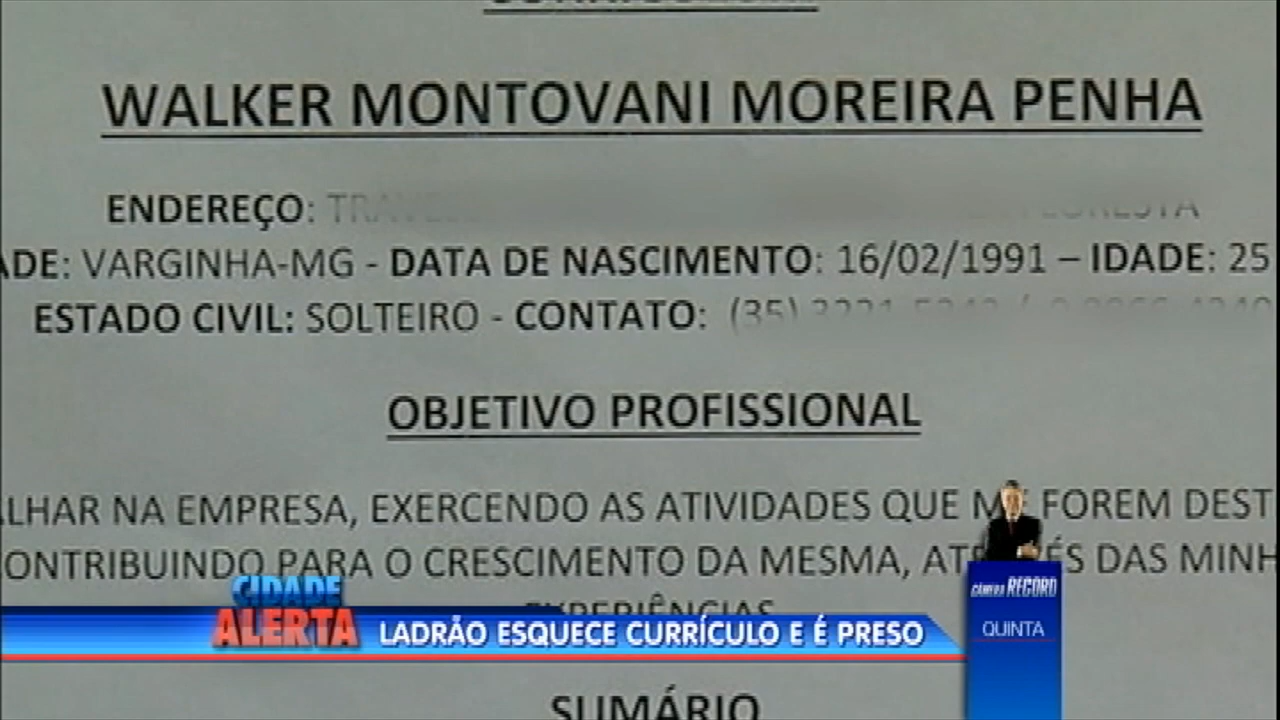 WALKER MONTOVANI MOREIRA PENHA
ENDEREÇO:
ADE: VARGINHA-MG - DATA DE NASCIMENTO: 16/02/1991 – IDADE: 25
ESTADO CIVIL: SOLTEIRO - CONTATO: (35)
OBJETIVO PROFISSIONAL
ALHAR NA EMPRESA, EXERCENDO AS ATIVIDADES QUE FOREM DEST
ONTRIBUINDO PARA O CRESCIMENTO DA MESMA, DAS MINH
EXPERIÊNCIAS
CIDADE
ALERTA
LADRÃO ESQUECE CURRÍCULO E É PRESO
CÂMERA RECORD
QUINTA
SUMÁRIO